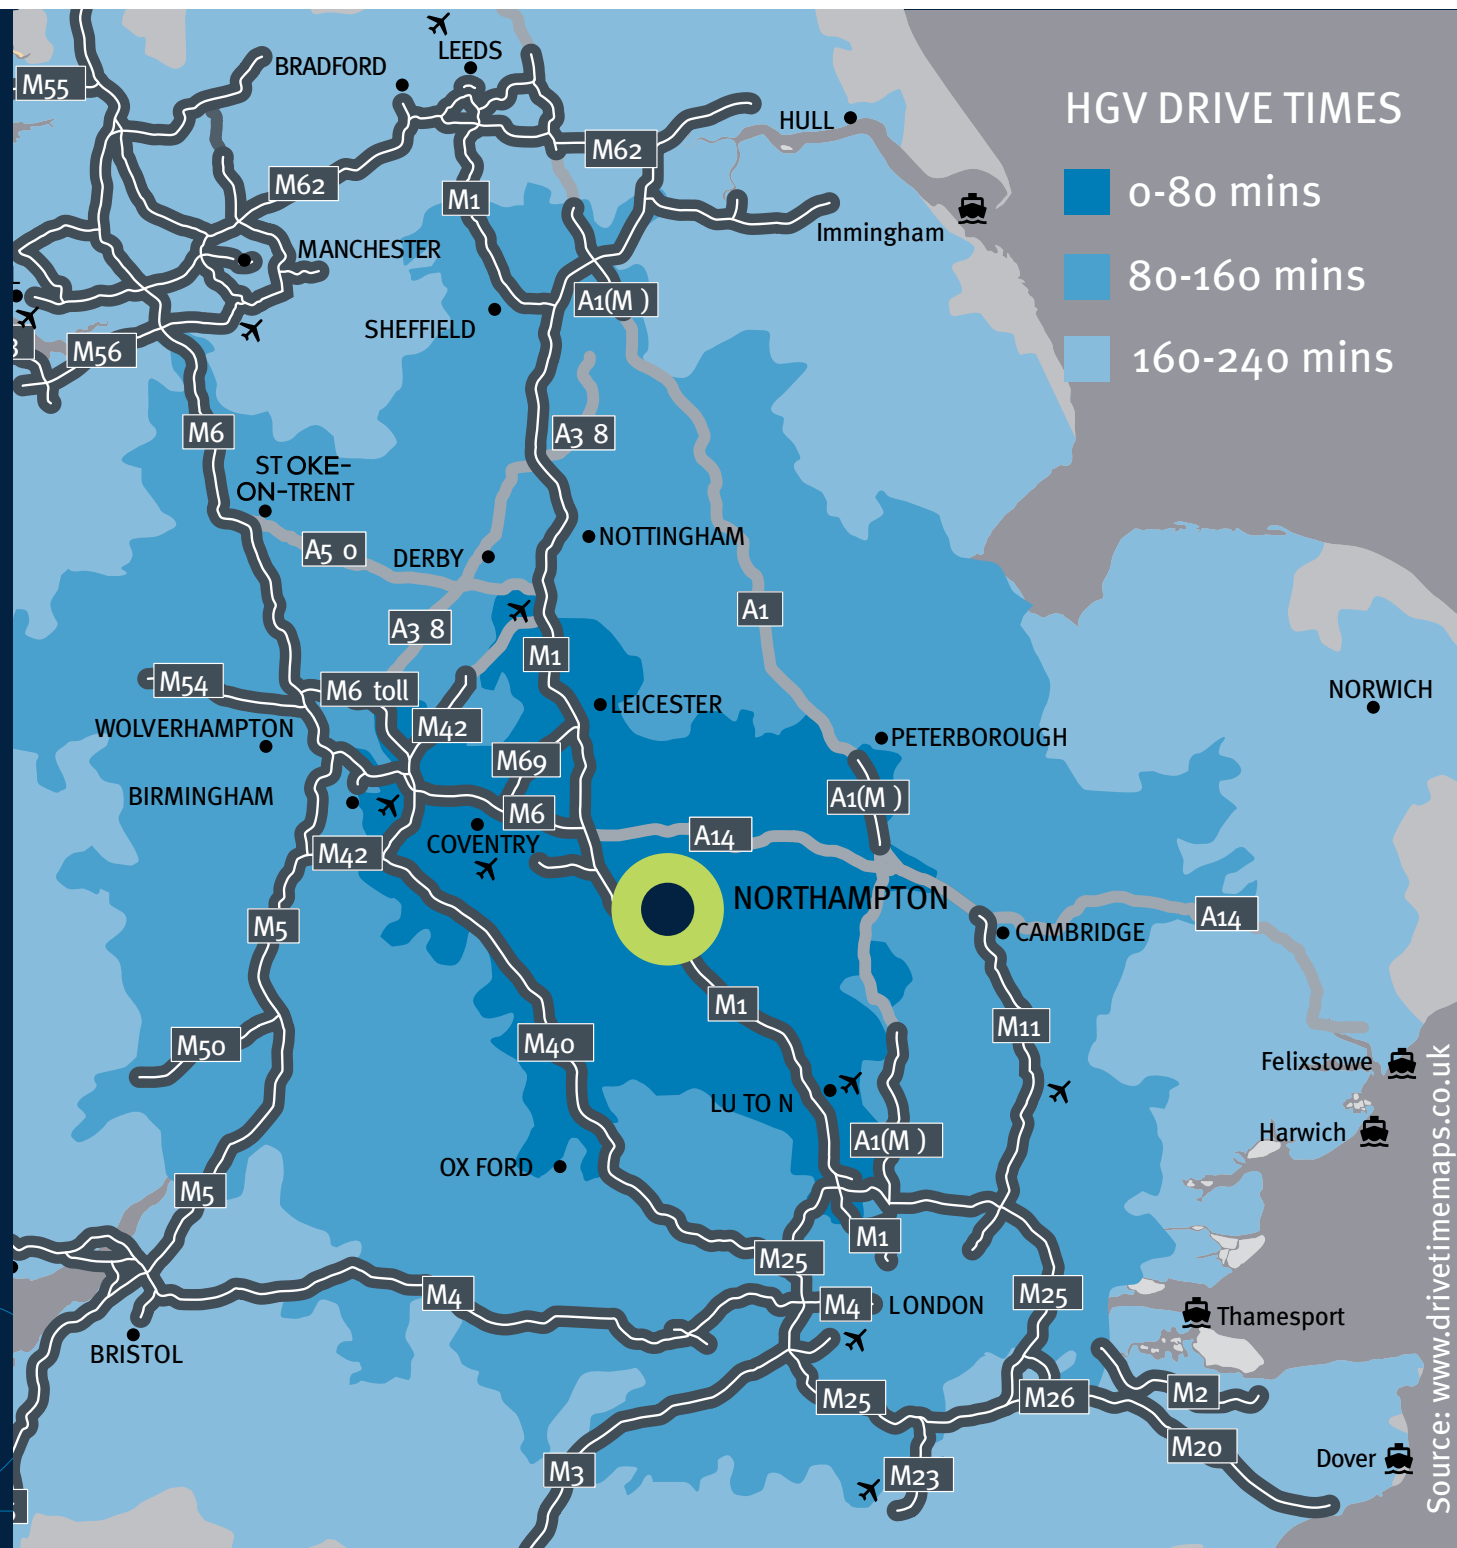 LEEDS
BRADFORD
M55
HGV DRIVE TIMES
HULL
M62
M62
0-80 mins
M1
Immingham
MANCHESTER
80-160 mins
A1(M )
SHEFFIELD
M56
160-240 mins
M6
A3 8
ST OKE-
ON-TRENT
NOTTINGHAM
A5 0
DERBY
A1
A3 8
M1
M54
M6 toll
NORWICH
LEICESTER
M42
WOLVERHAMPTON
PETERBOROUGH
M69
BIRMINGHAM
A1(M )
M6
A14
COVENTRY
M42
NORTHAMPTON
A14
M5
CAMBRIDGE
M1
M11
M50
M40
Felixstowe
LU TO N
Harwich
A1(M )
OX FORD
M5
M1
M25
M4
M4
LONDON
M25
Thamesport
BRISTOL
M25
M26
M2
M20
M3
M23
Dover
Source: www.drivetimemaps.co.uk